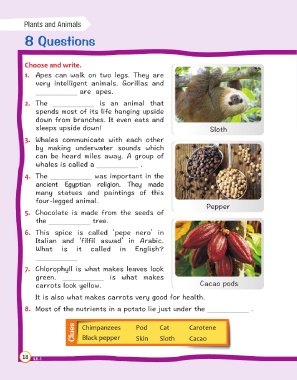 Plants and Animals
8 Questions
Choose and write.
1. Apes can walk on two legs. They are
very intelligent animals. Gorillas and
____________ are apes.
2. The ____________ is an animal that
spends most of its life hanging upside
down from branches. It even eats and
sleeps upside down!
Sloth
3. Whales communicate with each other
by making underwater sounds which
can be heard miles away. A group of
whales is called a ____________ .
4. The ____________ was important in the
ancient Egyptian religion. They made
many statues and paintings of this
four-legged animal.
Pepper
5. Chocolate is made from the seeds of
the ____________ tree.
6. This spice is called 'pepe nero' in
Italian and 'filfil aswad' in Arabic.
What is it called in English?
____________
7. Chlorophyll is what makes leaves look
green. ____________ is what makes
carrots look yellow.
Cacao pods
It is also what makes carrots very good for health.
8. Most of the nutrients in a potato lie just under the ____________ .
Clues
Chimpanzees Pod Cat Carotene
Black pepper Skin Sloth Cacao
18